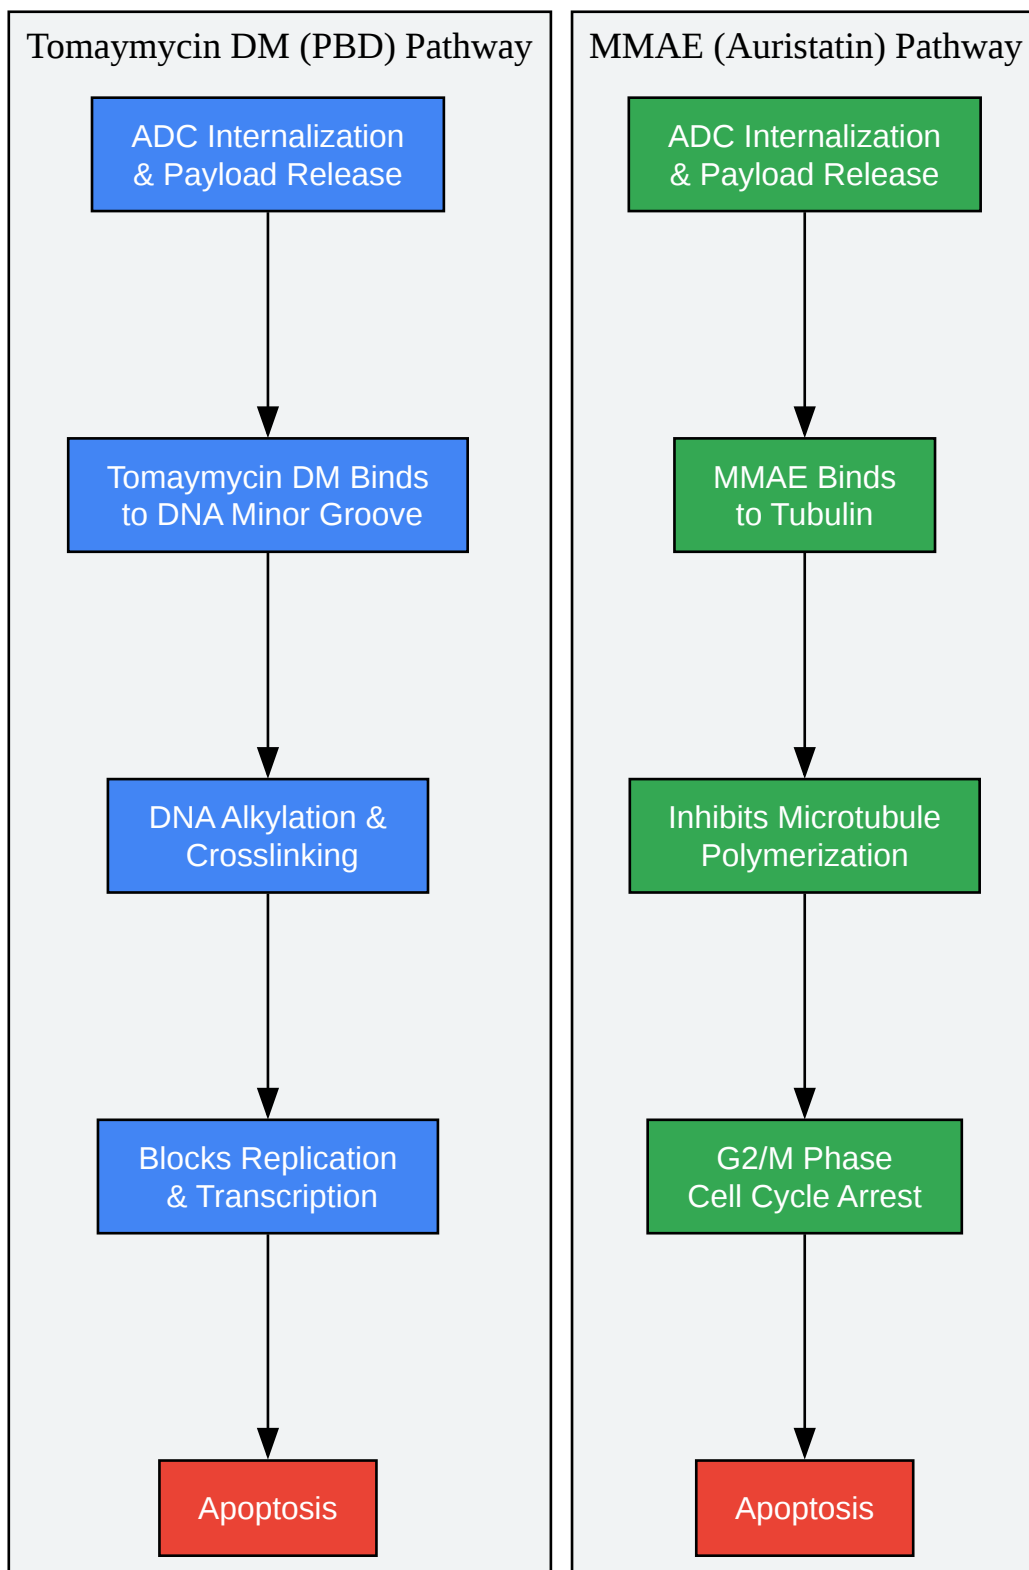 Tomaymycin DM (PBD) Pathway
ADC Internalization
& Payload Release
Tomaymycin DM Binds
to DNA Minor Groove
DNA Alkylation &
Crosslinking
Blocks Replication
& Transcription
Apoptosis
MMAE (Auristatin) Pathway
ADC Internalization
& Payload Release
MMAE Binds
to Tubulin
Inhibits Microtubule
Polymerization
G2/M Phase
Cell Cycle Arrest
Apoptosis